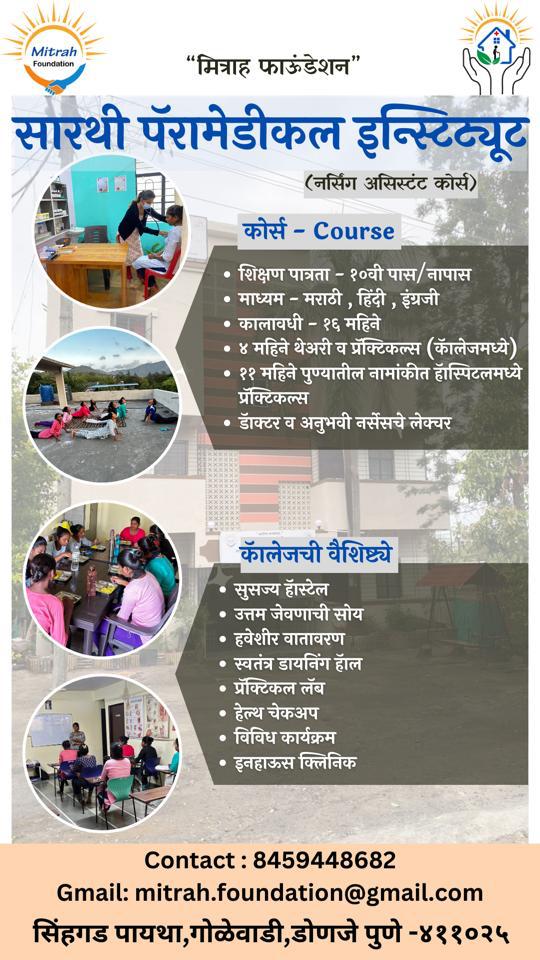 Mitrah
Foundation
“मित्राह फाऊंडेशन”
सारथी पॅरामेडीकल इन्स्टिट्यूट
(नर्सिंग असिस्टंट कोर्स)
कोर्स - Course
• शिक्षण पात्रता - १०वी पास/नापास
• माध्यम - मराठी , हिंदी , इंग्रजी
• कालावधी - १६ महिने
• ४ महिने थेअरी व प्रॅक्टिकल्स (कॅालेजमध्ये)
• ११ महिने पुण्यातील नामांकीत हॅास्पिटलमध्ये
प्रॅक्टिकल्स
• डॅाक्टर व अनुभवी नर्सेसचे लेक्चर
कॅालेजची वैशिष्ट्ये
• सुसज्य हॅास्टेल
• उत्तम जेवणाची सोय
• हवेशीर वातावरण
• स्वतंत्र डायनिंग हॅाल
• प्रॅक्टिकल लॅब
• हेल्थ चेकअप
• विविध कार्यक्रम
• इनहाऊस क्लिनिक
Contact : 8459448682
Gmail: mitrah.foundation@gmail.com
सिंहगड पायथा,गोळेवाडी,डोणजे पुणे -४११०२५